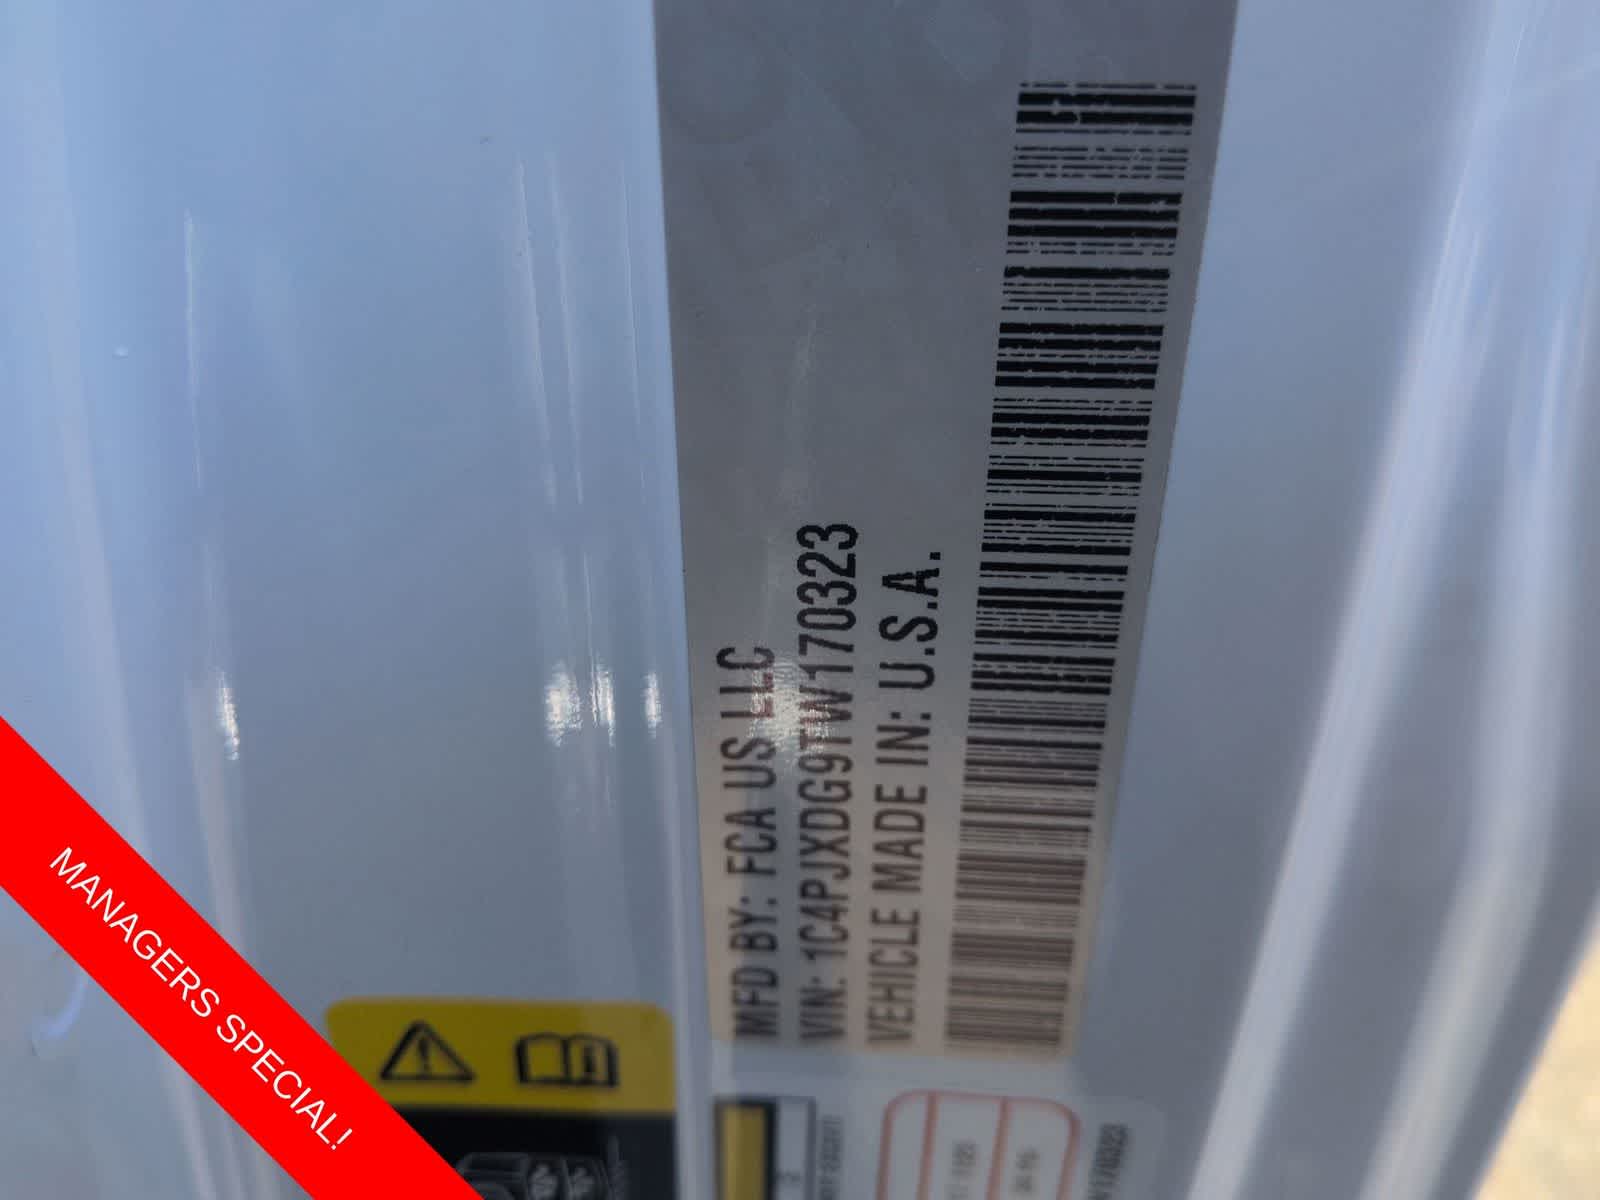 MFD BY: FCA US LLC
VIN: 1C4PJXDG9TW170323
VEHICLE MADE IN: U.S.A.
MANAGERS SPECIAL!